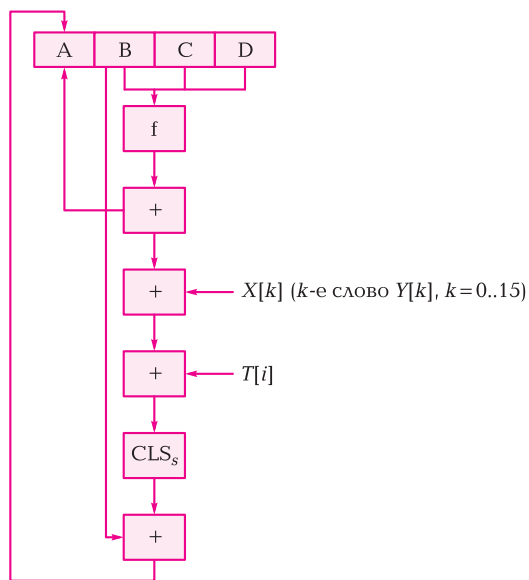 A B C D
f
+
+ X[k] (k-е слово Y[k], k=0..15)
+ T[i]
CLSs
+